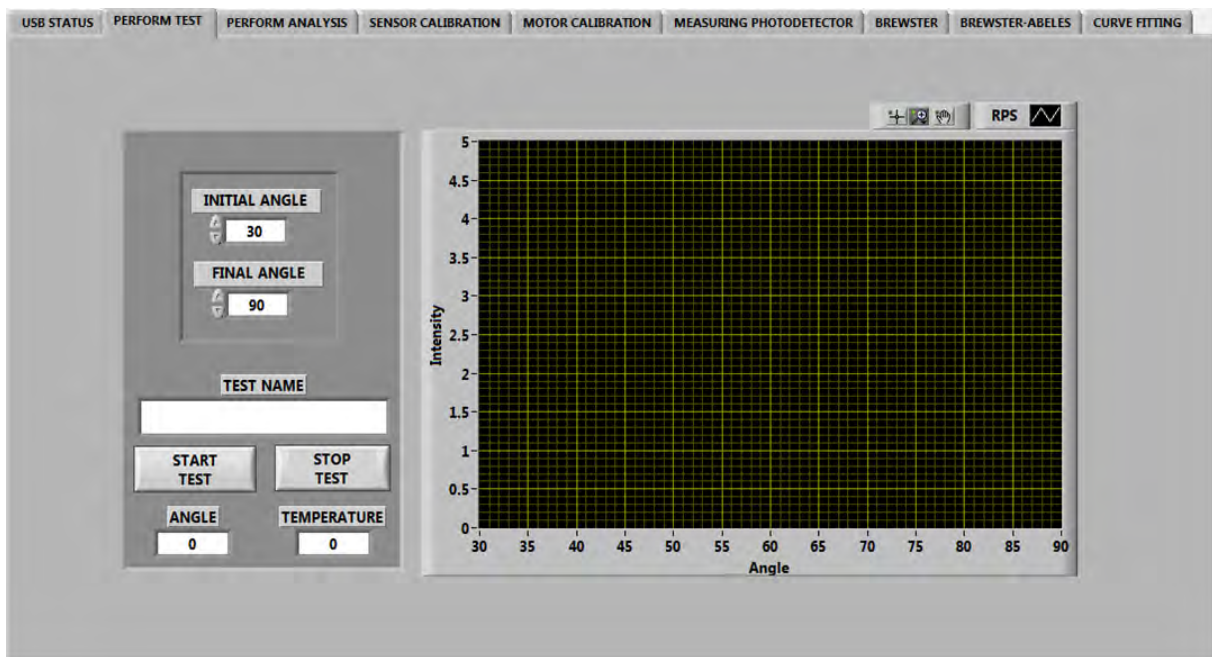 USB STATUS PERFORM TEST PERFORM ANALYSIS SENSOR CALIBRATION MOTOR CALIBRATION MEASURING PHOTODETECTOR BREWSTER BREWSTER-ABELES CURVE FITTING
INITIAL ANGLE
30
FINAL ANGLE
90
TEST NAME
START
TEST
STOP
TEST
ANGLE
0
TEMPERATURE
0
RPS
Intensity
5
4.5
4
3.5
3
2.5
2
1.5
1
0.5
0
30 35 40 45 50 55 60 65 70 75 80 85 90
Angle